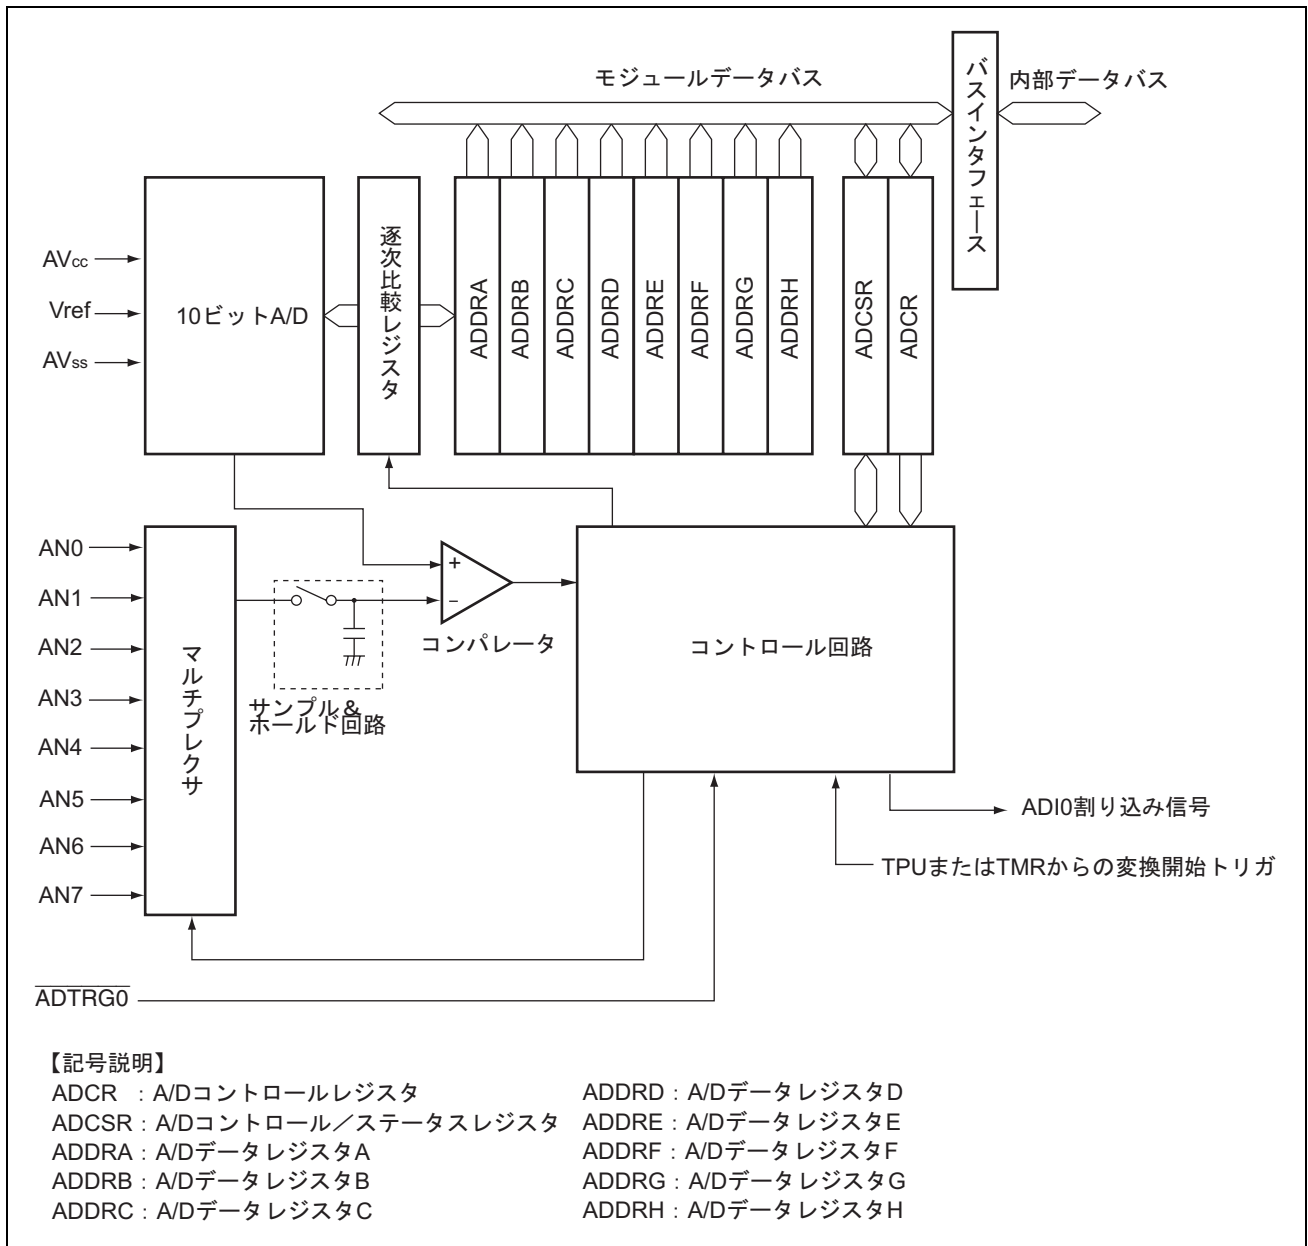 モジュールデータバス
バスインタフェース
内部データバス
AVcc
Vref
AVss
10ビットA/D
逐次比較レジスタ
ADDRA
ADDRB
ADDRC
ADDRD
ADDRE
ADDRF
ADDRG
ADDRH
ADCSR
ADCR
AN0
AN1
AN2
AN3
AN4
AN5
AN6
AN7
マルチプレクサ
サンプル&
ホールド回路
+
−
コンパレータ
コントロール回路
ADI0割り込み信号
TPUまたはTMRからの変換開始トリガ
ADTRG0
【記号説明】
ADCR :A/Dコントロールレジスタ
ADCSR:A/Dコントロール/ステータスレジスタ
ADDRA:A/DデータレジスタA
ADDRB:A/DデータレジスタB
ADDRC:A/DデータレジスタC
ADDRD:A/DデータレジスタD
ADDRE:A/DデータレジスタE
ADDRF:A/DデータレジスタF
ADDRG:A/DデータレジスタG
ADDRH:A/DデータレジスタH